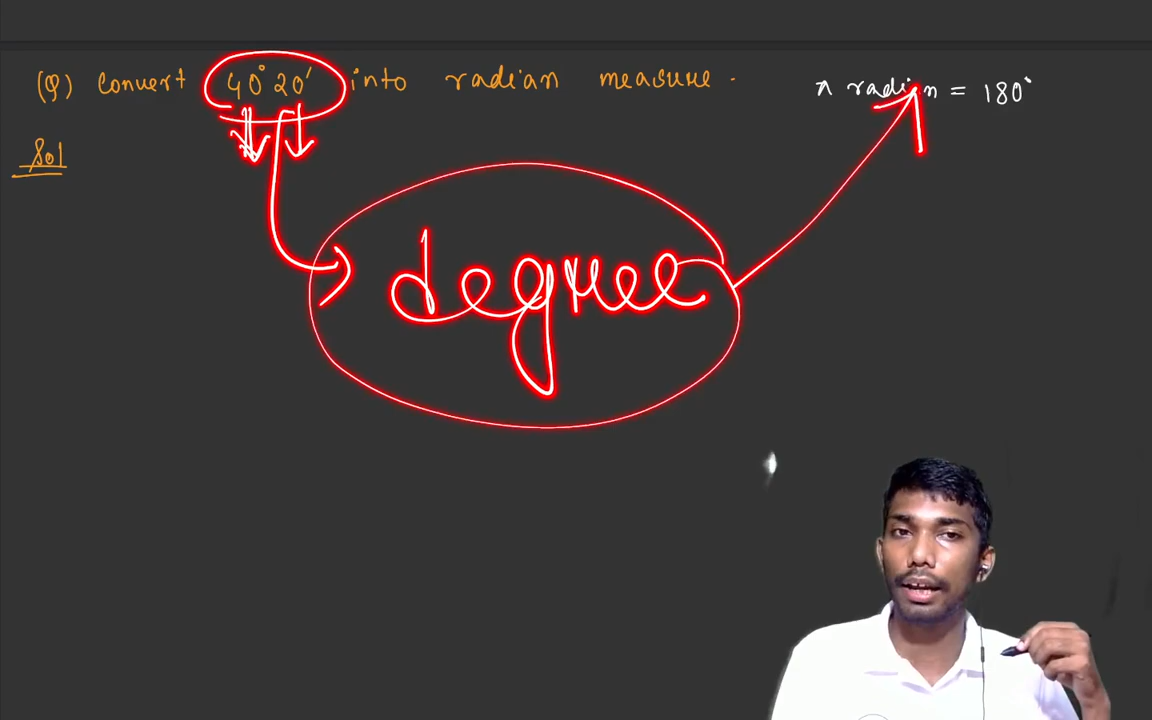 (Q) Convert 40° 20' into radian measure.
π radian = 180°
Sol
degree